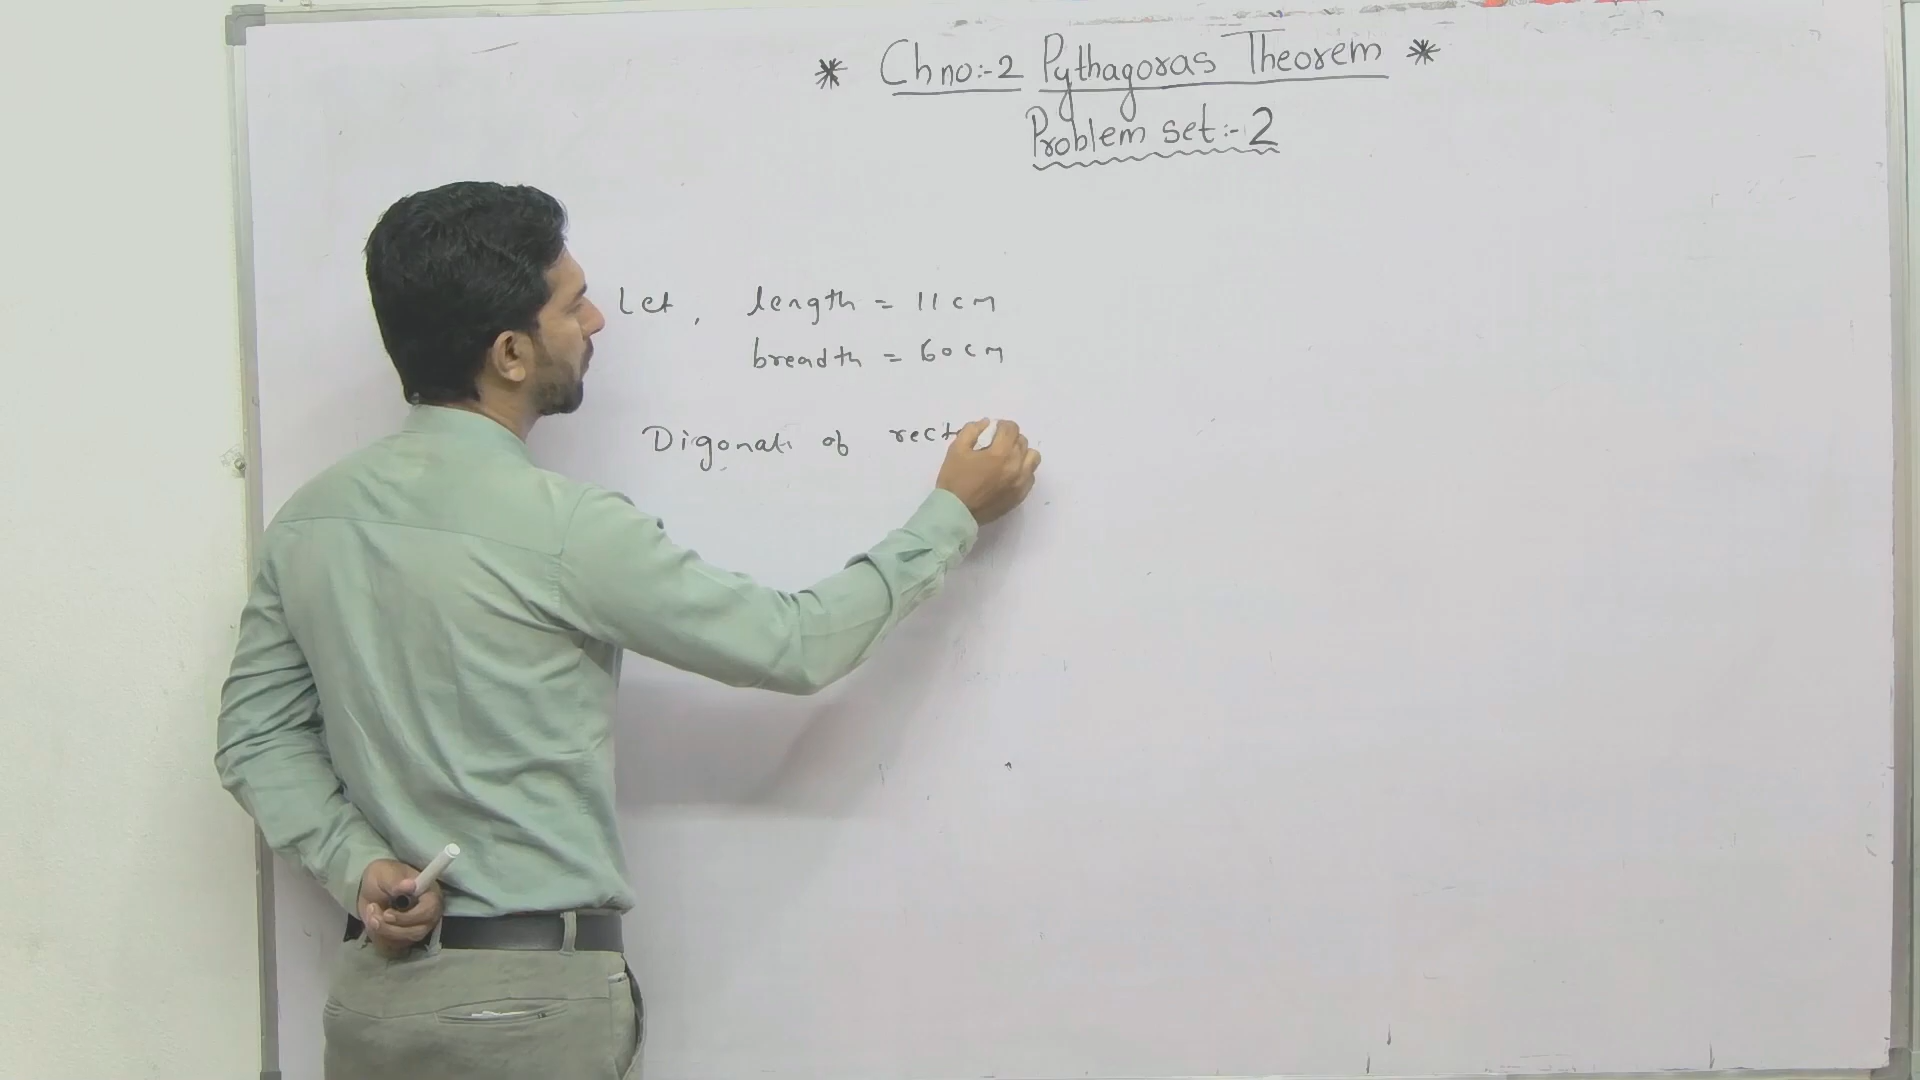 * Ch no:- 2 Pythagoras Theorem *
Problem set:- 2
Let, length = 11 cm
breadth = 60 cm
Digonal of rect